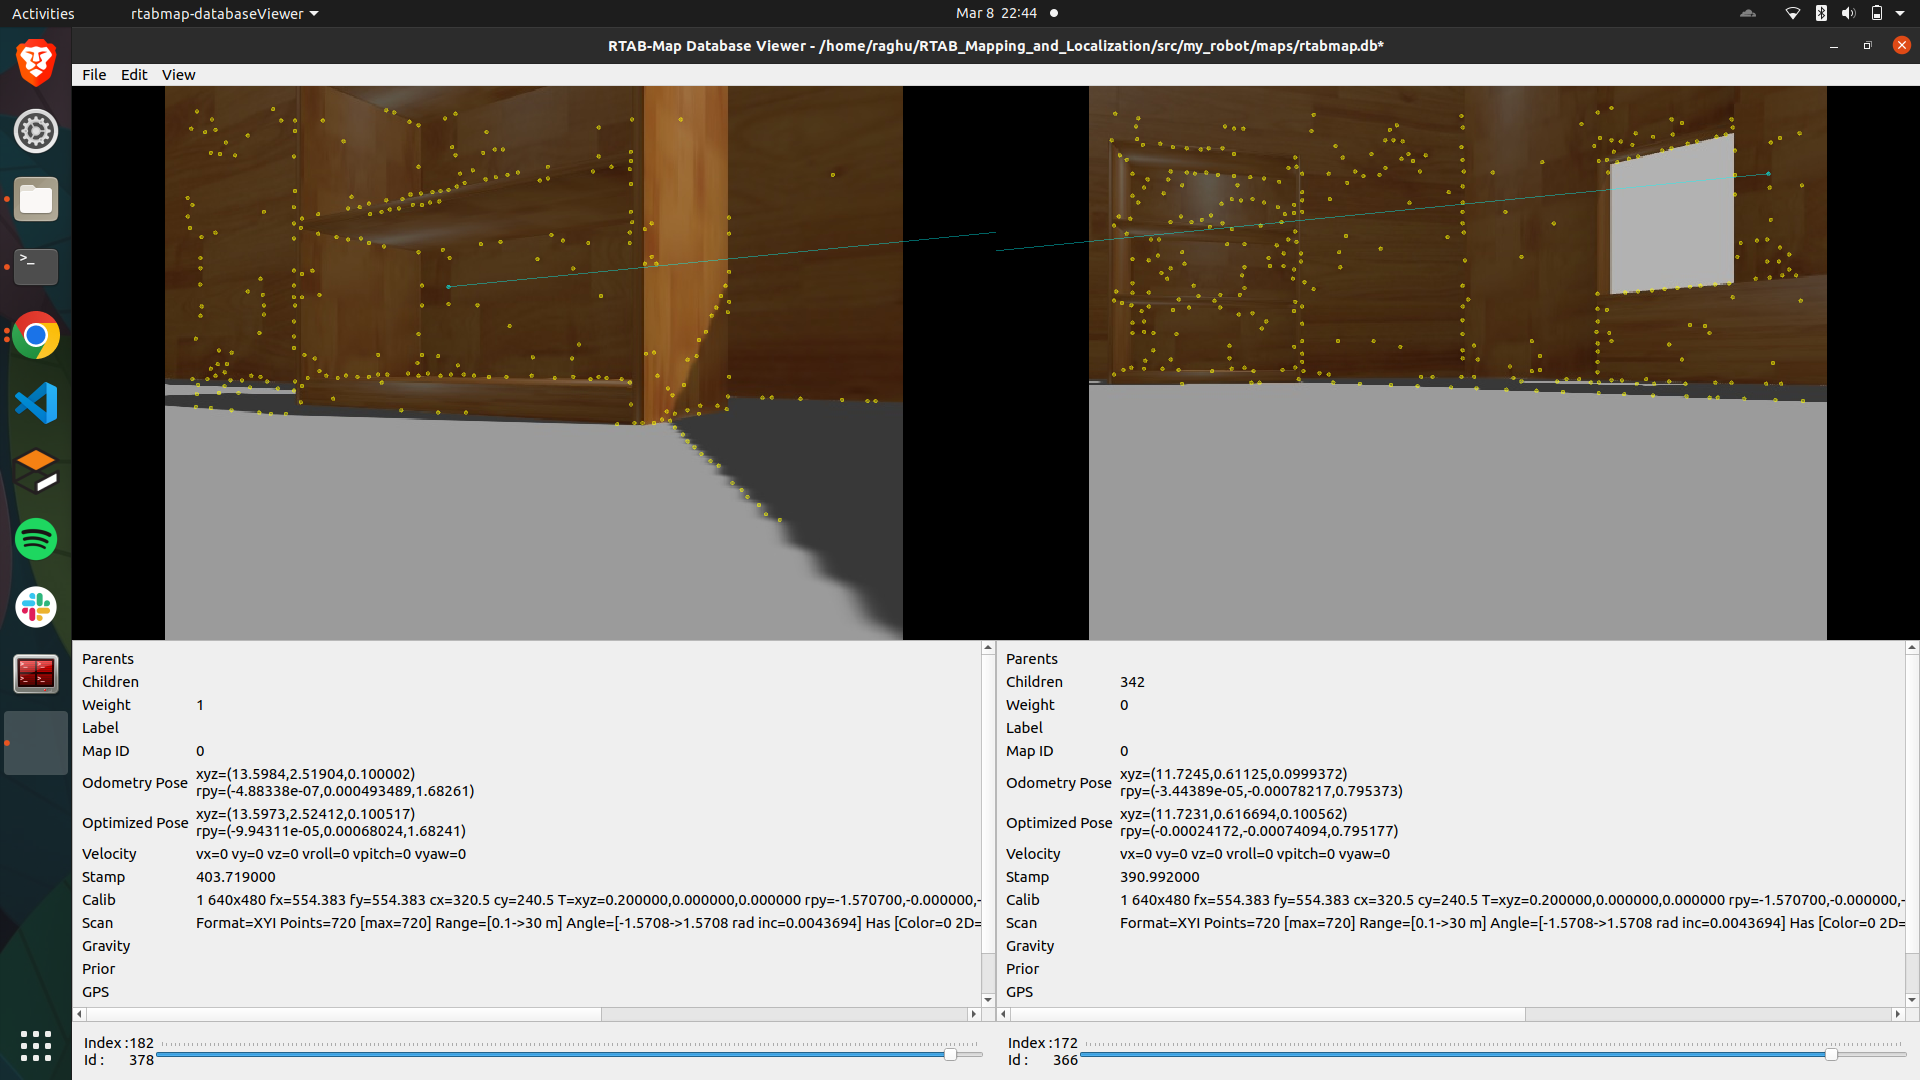 Activities
rtabmap-databaseViewer
Mar 8 22:44
RTAB-Map Database Viewer - /home/raghu/RTAB_Mapping_and_Localization/src/my_robot/maps/rtabmap.db*
File Edit View
Parents
Children
Weight 1
Label
Map ID 0
Odometry Pose xyz=(13.5984,2.51904,0.100002)
rpy=(-4.88338e-07,0.000493489,1.68261)
Optimized Pose xyz=(13.5973,2.52412,0.100517)
rpy=(-9.94311e-05,0.00068024,1.68241)
Velocity vx=0 vy=0 vz=0 vroll=0 vpitch=0 vyaw=0
Stamp 403.719000
Calib 1 640x480 fx=554.383 fy=554.383 cx=320.5 cy=240.5 T=xyz=0.200000,0.000000,0.000000 rpy=-1.570700,-0.000000,-
Scan Format=XYI Points=720 [max=720] Range=[0.1->30 m] Angle=[-1.5708->1.5708 rad inc=0.0043694] Has [Color=0 2D=
Gravity
Prior
GPS
Index :182
Id : 378
Parents
Children 342
Weight 0
Label
Map ID 0
Odometry Pose xyz=(11.7245,0.61125,0.0999372)
rpy=(-3.44389e-05,-0.00078217,0.795373)
Optimized Pose xyz=(11.7231,0.616694,0.100562)
rpy=(-0.00024172,-0.00074094,0.795177)
Velocity vx=0 vy=0 vz=0 vroll=0 vpitch=0 vyaw=0
Stamp 390.992000
Calib 1 640x480 fx=554.383 fy=554.383 cx=320.5 cy=240.5 T=xyz=0.200000,0.000000,0.000000 rpy=-1.570700,-0.000000,-
Scan Format=XYI Points=720 [max=720] Range=[0.1->30 m] Angle=[-1.5708->1.5708 rad inc=0.0043694] Has [Color=0 2D=
Gravity
Prior
GPS
Index :172
Id : 366